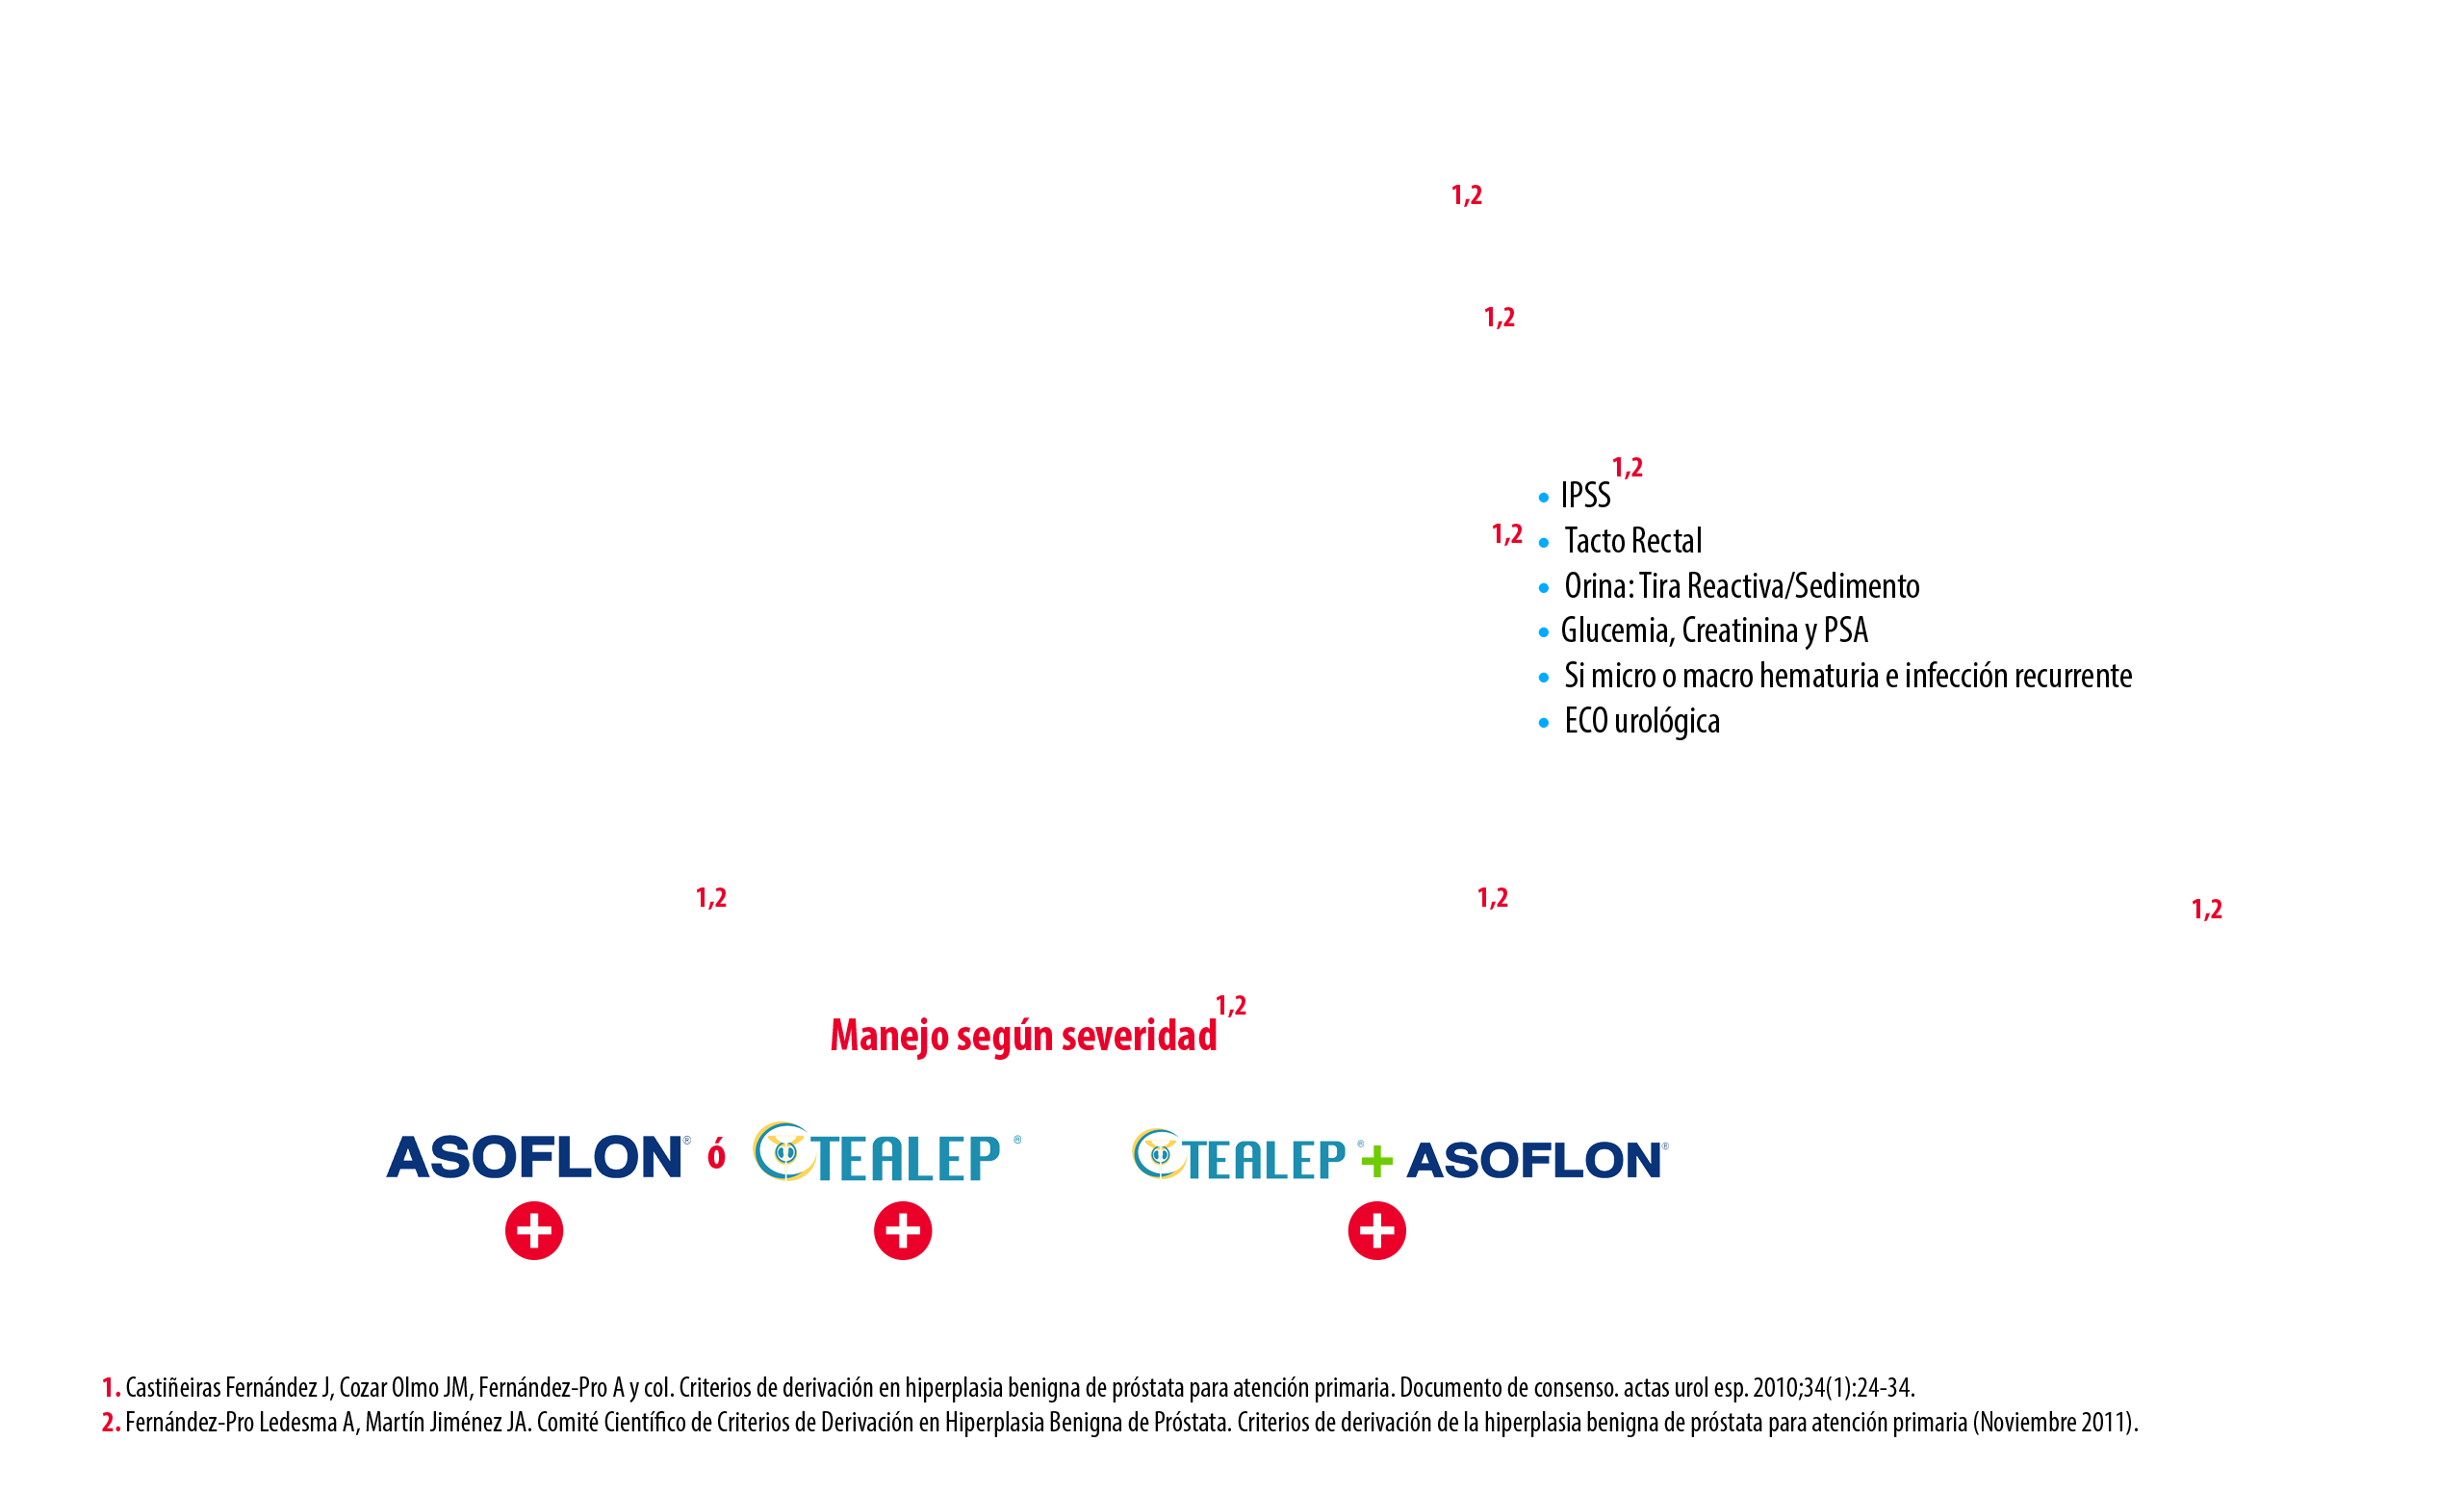 1,2
1,2
1,2
• IPSS
1,2
• Tacto Rectal
• Orina: Tira Reactiva/Sedimento
• Glucemia, Creatinina y PSA
• Si micro o macro hematuria e infección recurrente
• ECO urológica
1,2
1,2
1,2
Manejo según severidad1,2
ASOFLON® ó TEALEP® TEALEP® + ASOFLON®
1. Castiñeiras Fernández J, Cozar Olmo JM, Fernández-Pro A y col. Criterios de derivación en hiperplasia benigna de próstata para atención primaria. Documento de consenso. actas urol esp. 2010;34(1):24-34.
2. Fernández-Pro Ledesma A, Martín Jiménez JA. Comité Científico de Criterios de Derivación en Hiperplasia Benigna de Próstata. Criterios de derivación de la hiperplasia benigna de próstata para atención primaria (Noviembre 2011).